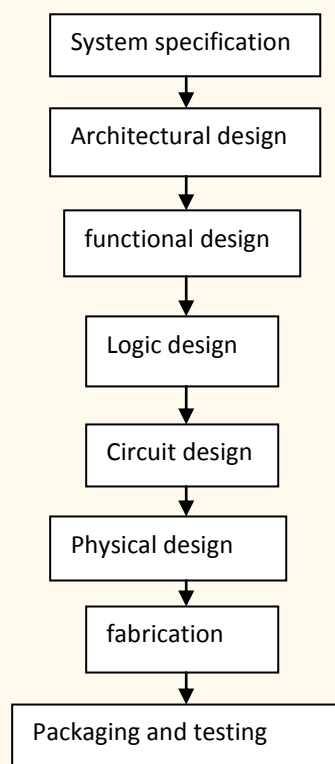 System specification
Architectural design
functional design
Logic design
Circuit design
Physical design
fabrication
Packaging and testing